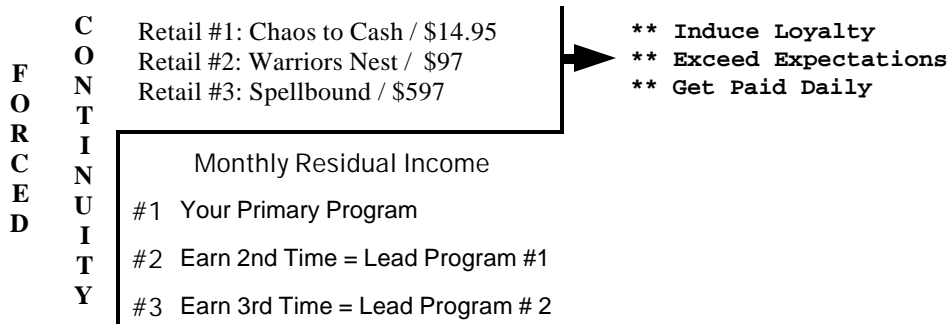 FORCED
CONTINUITY
Retail #1: Chaos to Cash / $14.95
Retail #2: Warriors Nest / $97
Retail #3: Spellbound / $597
** Induce Loyalty
** Exceed Expectations
** Get Paid Daily
Monthly Residual Income
#1 Your Primary Program
#2 Earn 2nd Time = Lead Program #1
#3 Earn 3rd Time = Lead Program # 2